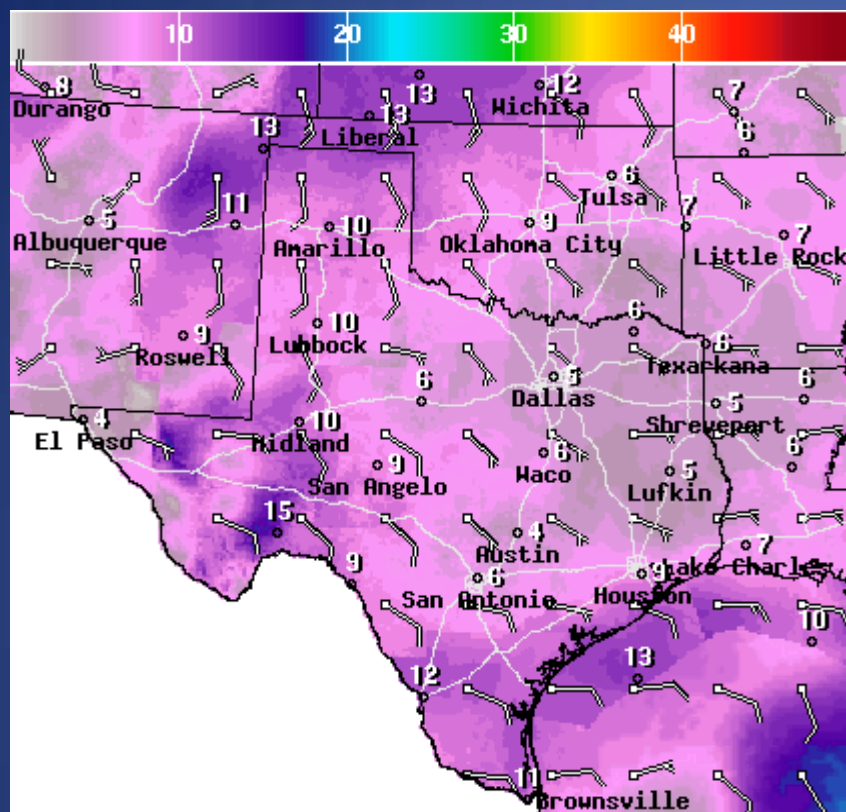 10 20 30 40
8 13 12 7
Durango Wichita
13 13 6
Liberal
5 11 10 9 6 7 7
Tulsa
Albuquerque Amarillo Oklahoma City Little Rock
9 10 6 6
Roswell Lubbock Texarkana
6 5 5 6
Dallas
4 10 Shreveport
El Paso Midland
9 6 5 6
San Angelo Waco Lufkin
15 4 7
Austin Lake Charles
9 6 9
San Antonio Houston
10
12 13
11
Brownsville